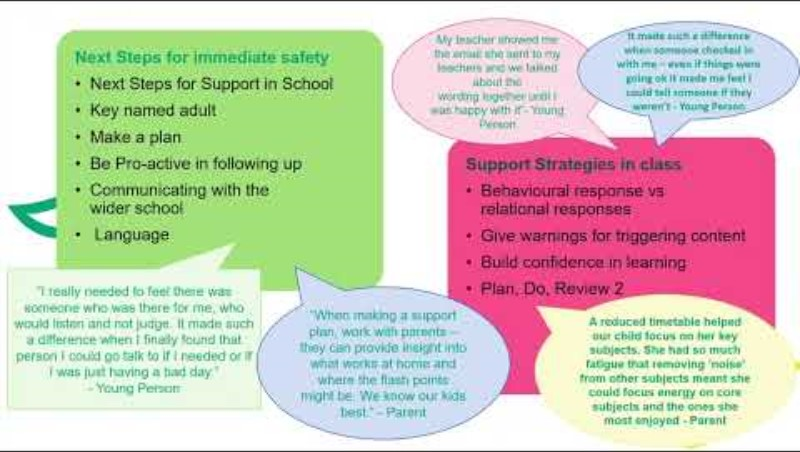 Next Steps for immediate safety
• Next Steps for Support in School
• Key named adult
• Make a plan
• Be Pro-active in following up
• Communicating with the
wider school
• Language
"I really needed to feel there was
someone who was there for me, who
would listen and not judge. It made such
a difference when I finally found that
person I could go talk to if I needed or if
I was just having a bad day."
- Young Person
"When making a support
plan, work with parents –
they can provide insight into
what works at home and
where the flash points
might be. We know our kids
best." - Parent
My teacher showed me
the email she sent to my
teachers and we talked
about the
wording together until I
was happy with it"- Young
Person
It made such a difference
when someone checked in
with me – even if things were
going ok it made me feel I
could tell someone if they
weren't - Young Person
Support Strategies in class
• Behavioural response vs
relational responses
• Give warnings for triggering content
• Build confidence in learning
• Plan, Do, Review 2
A reduced timetable helped
our child focus on her key
subjects. She had so much
fatigue that removing 'noise'
from other subjects meant she
could focus energy on core
subjects and the ones she
most enjoyed - Parent